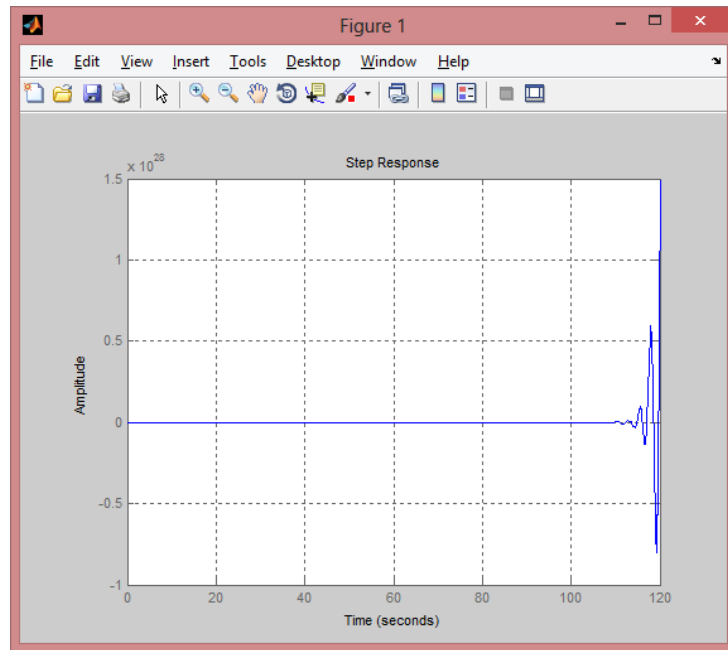 Figure 1
File Edit View Insert Tools Desktop Window Help
x 10^28
Step Response
1.5
1
0.5
0
-0.5
-1
Amplitude
0 20 40 60 80 100 120
Time (seconds)